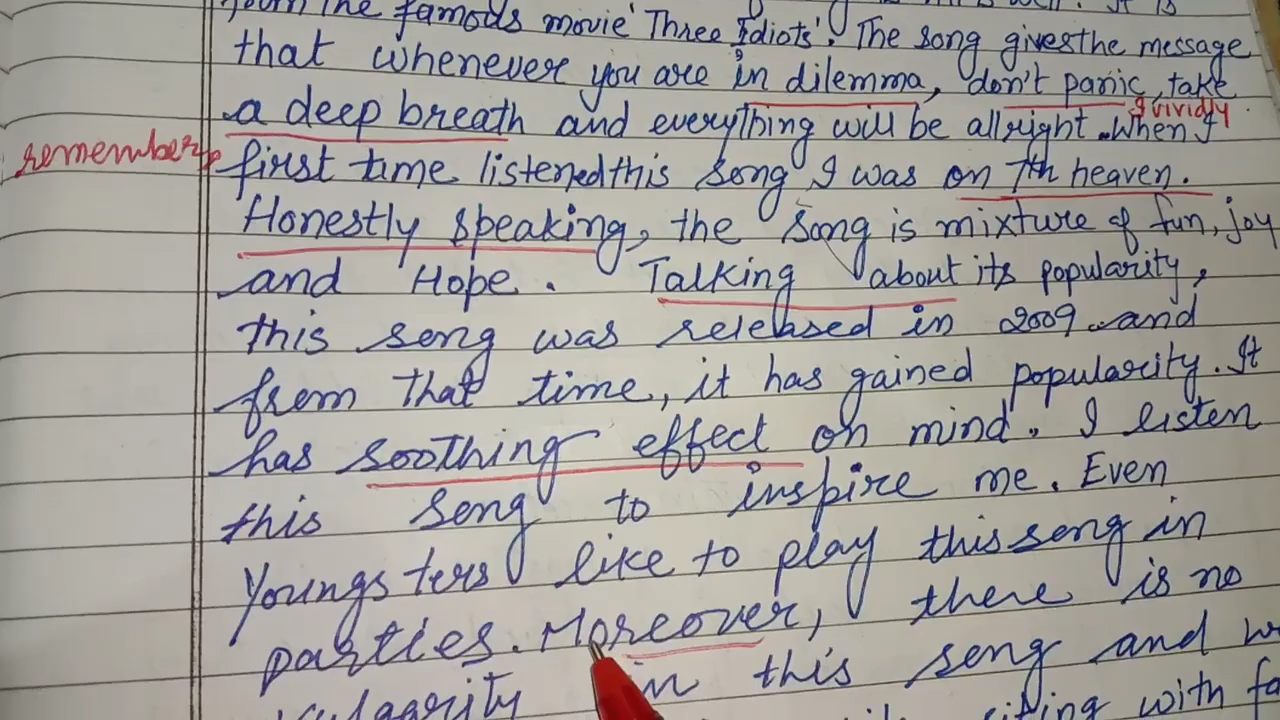 from the famous movie 'Three Idiots'. The song gives the message
that whenever you are in dilemma, don't panic, take
a deep breath and everything will be all right. When I
I vividly
remember
first time listened this song I was on 7th heaven.
Honestly speaking, the song is mixture of fun, joy
and Hope. Talking about its popularity,
this song was released in 2009 and
from that time, it has gained popularity. It
has soothing effect on mind. I listen
this song to inspire me. Even
Youngsters like to play this song in
parties. Moreover, there is no
in this song and
with